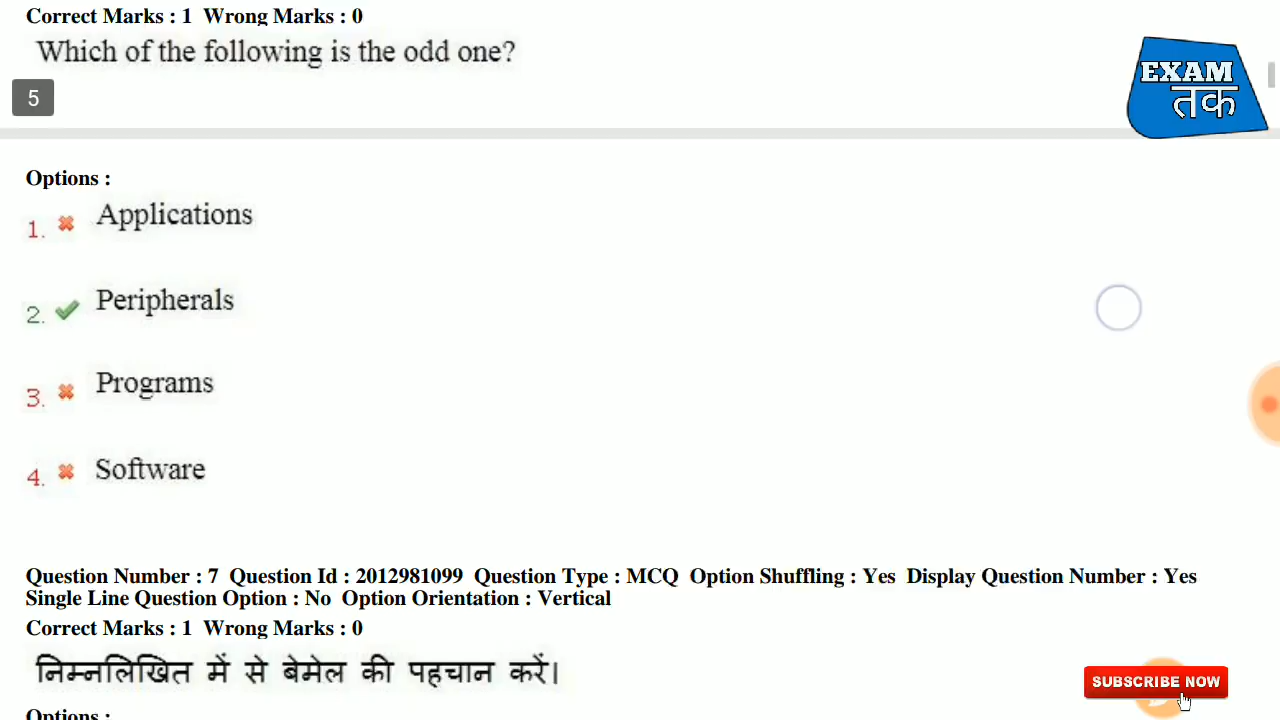 Correct Marks : 1 Wrong Marks : 0
Which of the following is the odd one?
5
EXAM
तक
Options :
1. Applications
2. Peripherals
3. Programs
4. Software
Question Number : 7 Question Id : 2012981099 Question Type : MCQ Option Shuffling : Yes Display Question Number : Yes
Single Line Question Option : No Option Orientation : Vertical
Correct Marks : 1 Wrong Marks : 0
निम्नलिखित में से बेमेल की पहचान करें।
SUBSCRIBE NOW
Options :